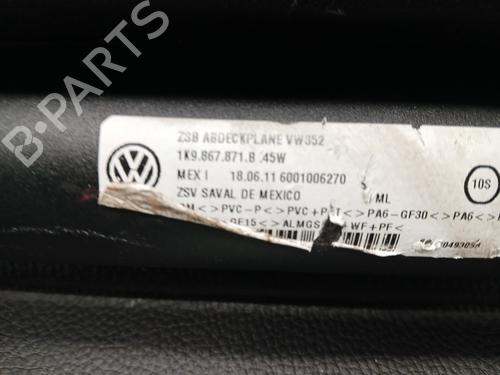 ZSB ABDECKPLANE VW352
1K9.867.871.B .45W
MEX I 18.06.11 6001006270 S
ZSV SAVAL DE MEXICO ML
10S
<>PVC-P<>PVC+P T<>PA6-GF30<>PA6<>
GF15<>ALMGS WF+PF<
B-PARTS